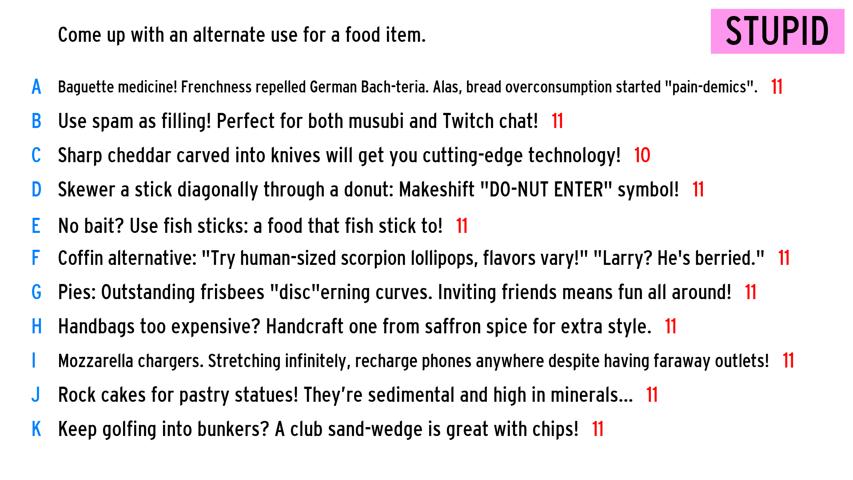 Come up with an alternate use for a food item.
STUPID
A Baguette medicine! Frenchness repelled German Bach-teria. Alas, bread overconsumption started "pain-demics". 11
B Use spam as filling! Perfect for both musubi and Twitch chat! 11
C Sharp cheddar carved into knives will get you cutting-edge technology! 10
D Skewer a stick diagonally through a donut: Makeshift "DO-NUT ENTER" symbol! 11
E No bait? Use fish sticks: a food that fish stick to! 11
F Coffin alternative: "Try human-sized scorpion lollipops, flavors vary!" "Larry? He's berried." 11
G Pies: Outstanding frisbees "disc"erning curves. Inviting friends means fun all around! 11
H Handbags too expensive? Handcraft one from saffron spice for extra style. 11
I Mozzarella chargers. Stretching infinitely, recharge phones anywhere despite having faraway outlets! 11
J Rock cakes for pastry statues! They’re sedimental and high in minerals... 11
K Keep golfing into bunkers? A club sand-wedge is great with chips! 11